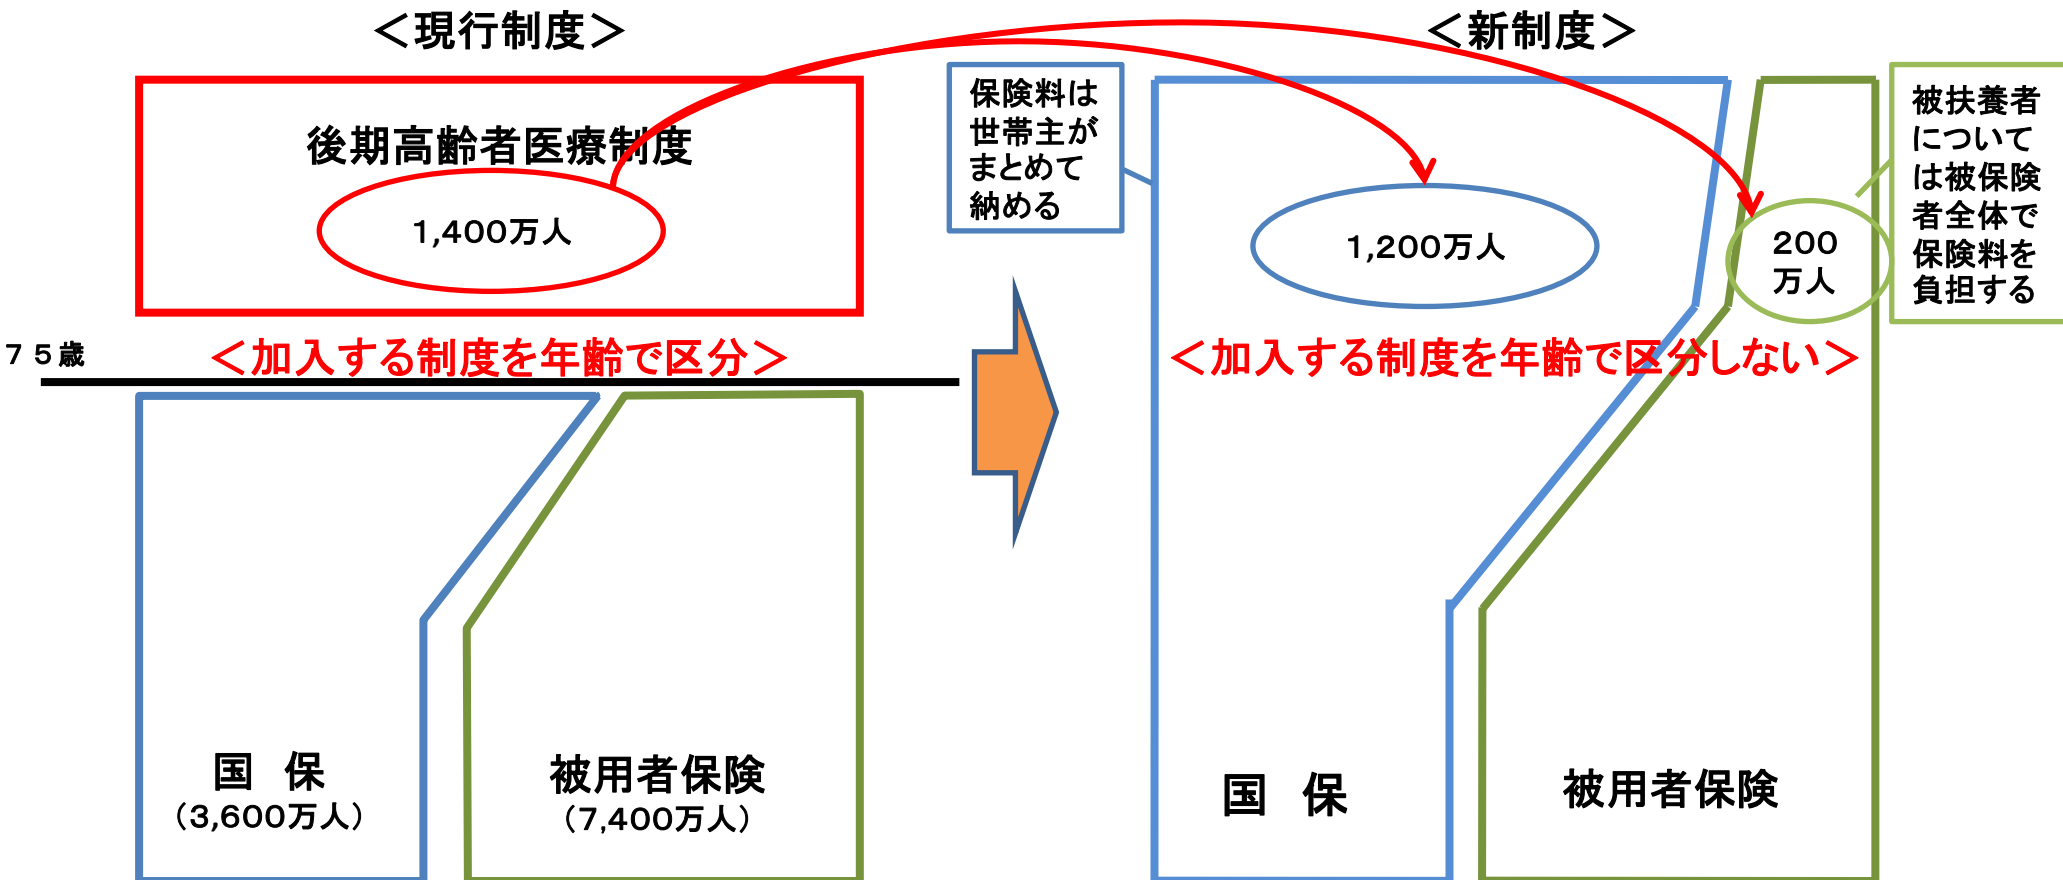 ＜現行制度＞
後期高齢者医療制度
1,400万人
７５歳
＜加入する制度を年齢で区分＞
国　保
（3,600万人）
被用者保険
（7,400万人）
＜新制度＞
保険料は
世帯主が
まとめて
納める
1,200万人
200
万人
被扶養者
について
は被保険
者全体で
保険料を
負担する
＜加入する制度を年齢で区分しない＞
国　保
被用者保険